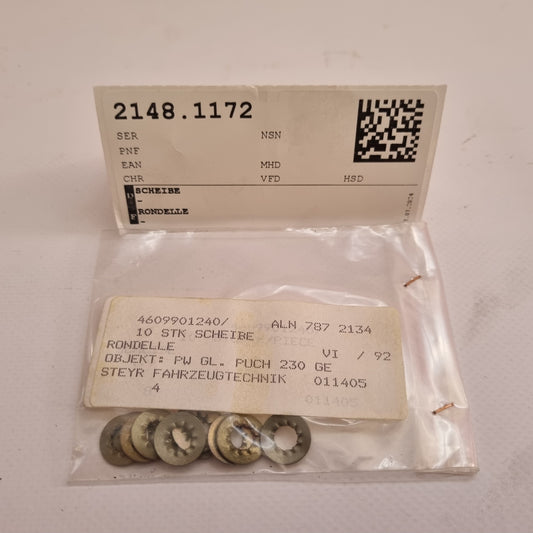 2148.1172
SER NSN
PNF
EAN MHD
CHR VFD HSD
SCHEIBE
-
RONDELLE
-
4609901240/ ALN 787 2134
10 STK SCHEIBE
/PIECE
RONDELLE VI / 92
OBJEKT: PW GL. PUCH 230 GE
STEYR FAHRZEUGTECHNIK 011405
4 011405